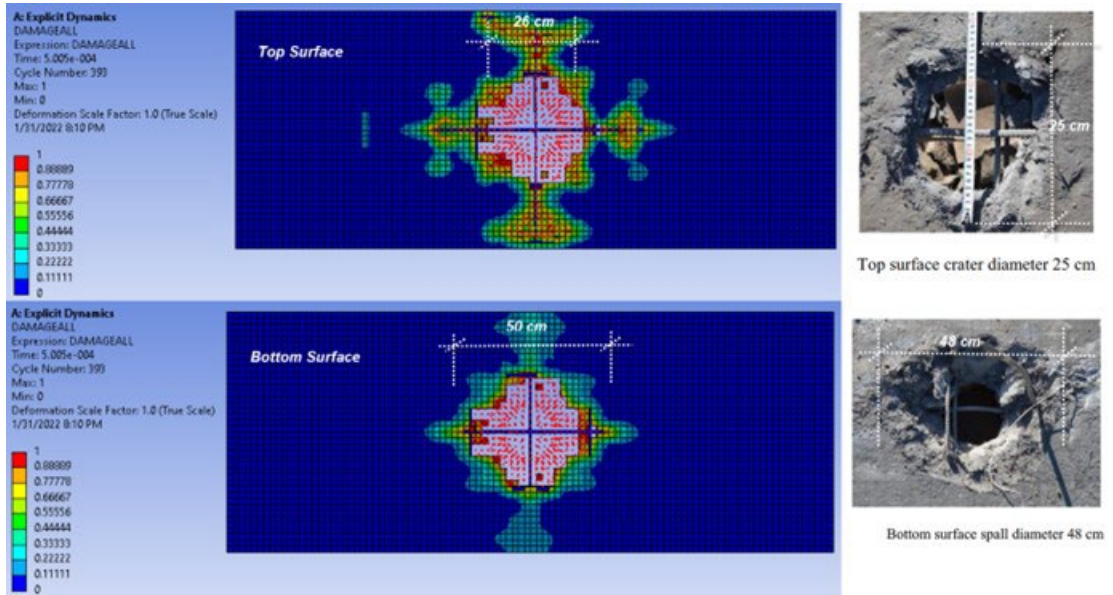 A: Explicit Dynamics
DAMAGEALL
Expression: DAMAGEALL
Time: 5.005e-004
Cycle Number: 393
Max: 1
Min: 0
Deformation Scale Factor: 1.0 (True Scale)
1/31/2022 8:10 PM
1
0.88889
0.77778
0.66667
0.55556
0.44444
0.33333
0.22222
0.11111
0
Top Surface
26 cm
25 cm
Top surface crater diameter 25 cm
A: Explicit Dynamics
DAMAGEALL
Expression: DAMAGEALL
Time: 5.005e-004
Cycle Number: 393
Max: 1
Min: 0
Deformation Scale Factor: 1.0 (True Scale)
1/31/2022 8:10 PM
1
0.88889
0.77778
0.66667
0.55556
0.44444
0.33333
0.22222
0.11111
0
Bottom Surface
50 cm
48 cm
Bottom surface spall diameter 48 cm